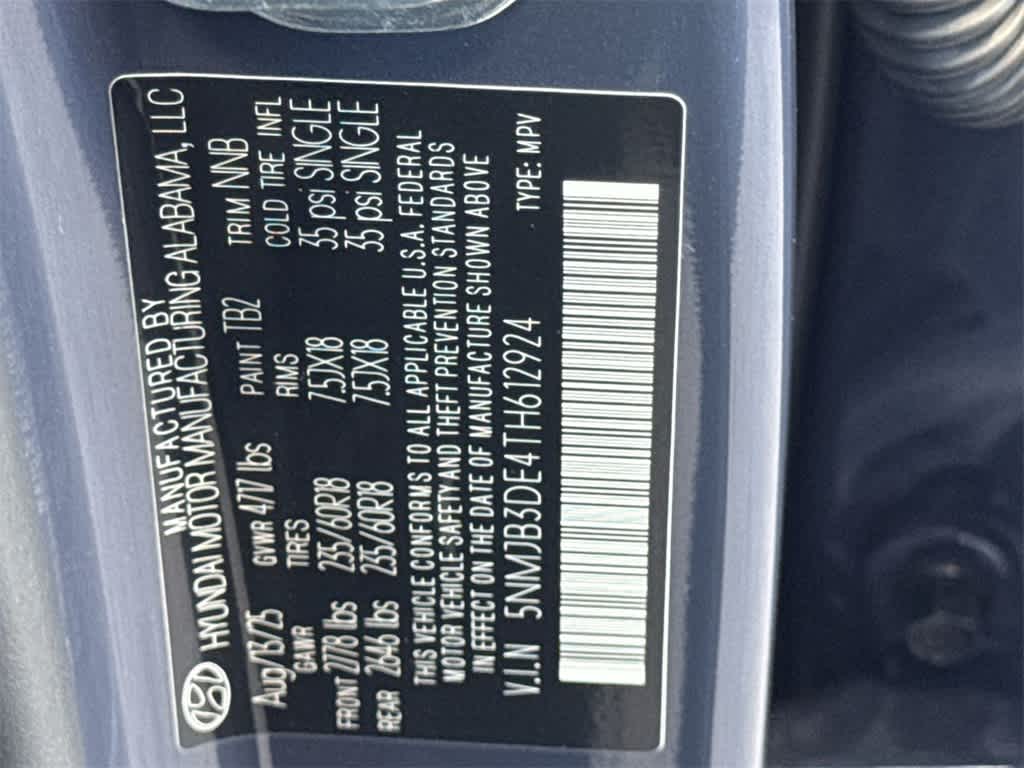 MANUFACTURED BY
HYUNDAI MOTOR MANUFACTURING ALABAMA, LLC
Aug/13/25 GVWR 4717 lbs PAINT TB2 TRIM NNB
GAWR TIRES RIMS COLD TIRE INFL
FRONT 2778 lbs 235/60R18 7.5JX18 35 psi SINGLE
REAR 2646 lbs 235/60R18 7.5JX18 35 psi SINGLE
THIS VEHICLE CONFORMS TO ALL APPLICABLE U.S.A. FEDERAL
MOTOR VEHICLE SAFETY AND THEFT PREVENTION STANDARDS
IN EFFECT ON THE DATE OF MANUFACTURE SHOWN ABOVE
V.I.N 5NMJB3DE4TH612924 TYPE: MPV